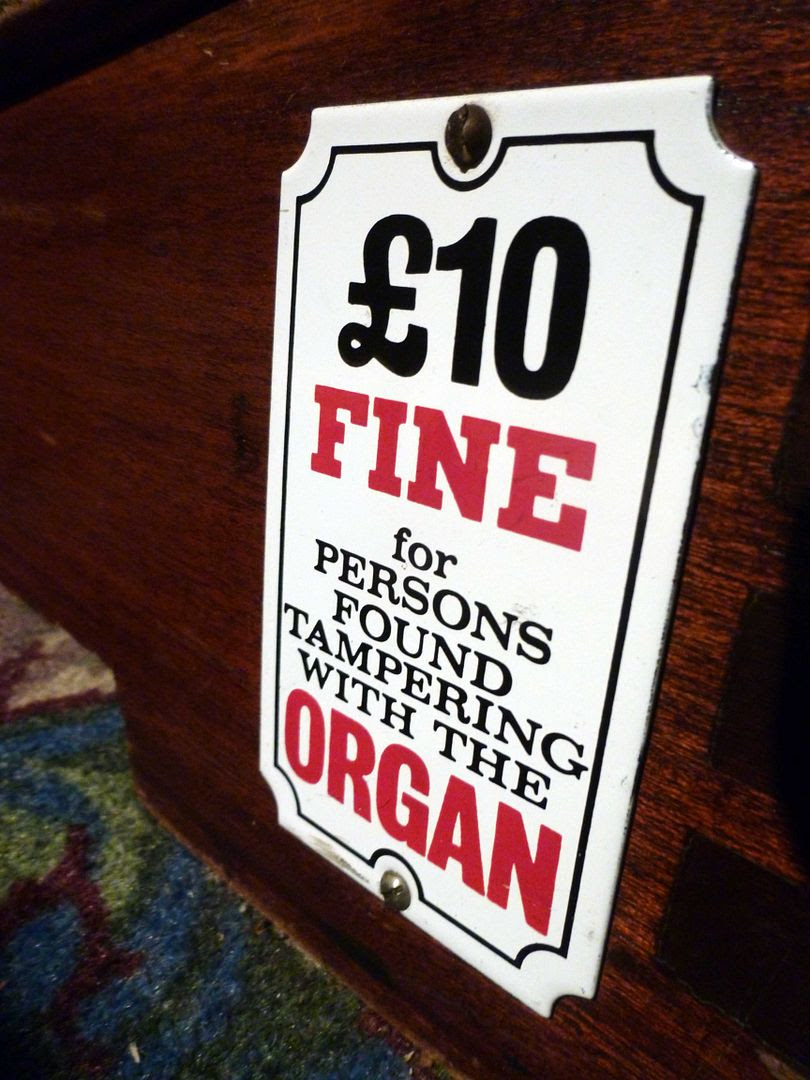 £10
FINE
for
PERSONS
FOUND
TAMPERING
WITH THE
ORGAN